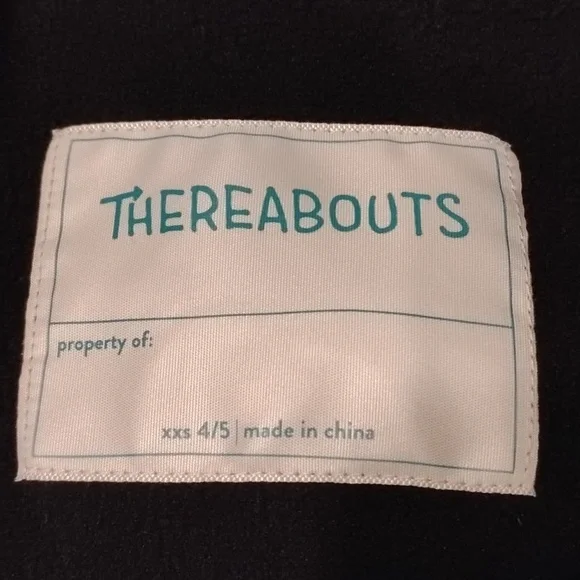 THEREABOUTS
property of:
xxs 4/5 | made in china